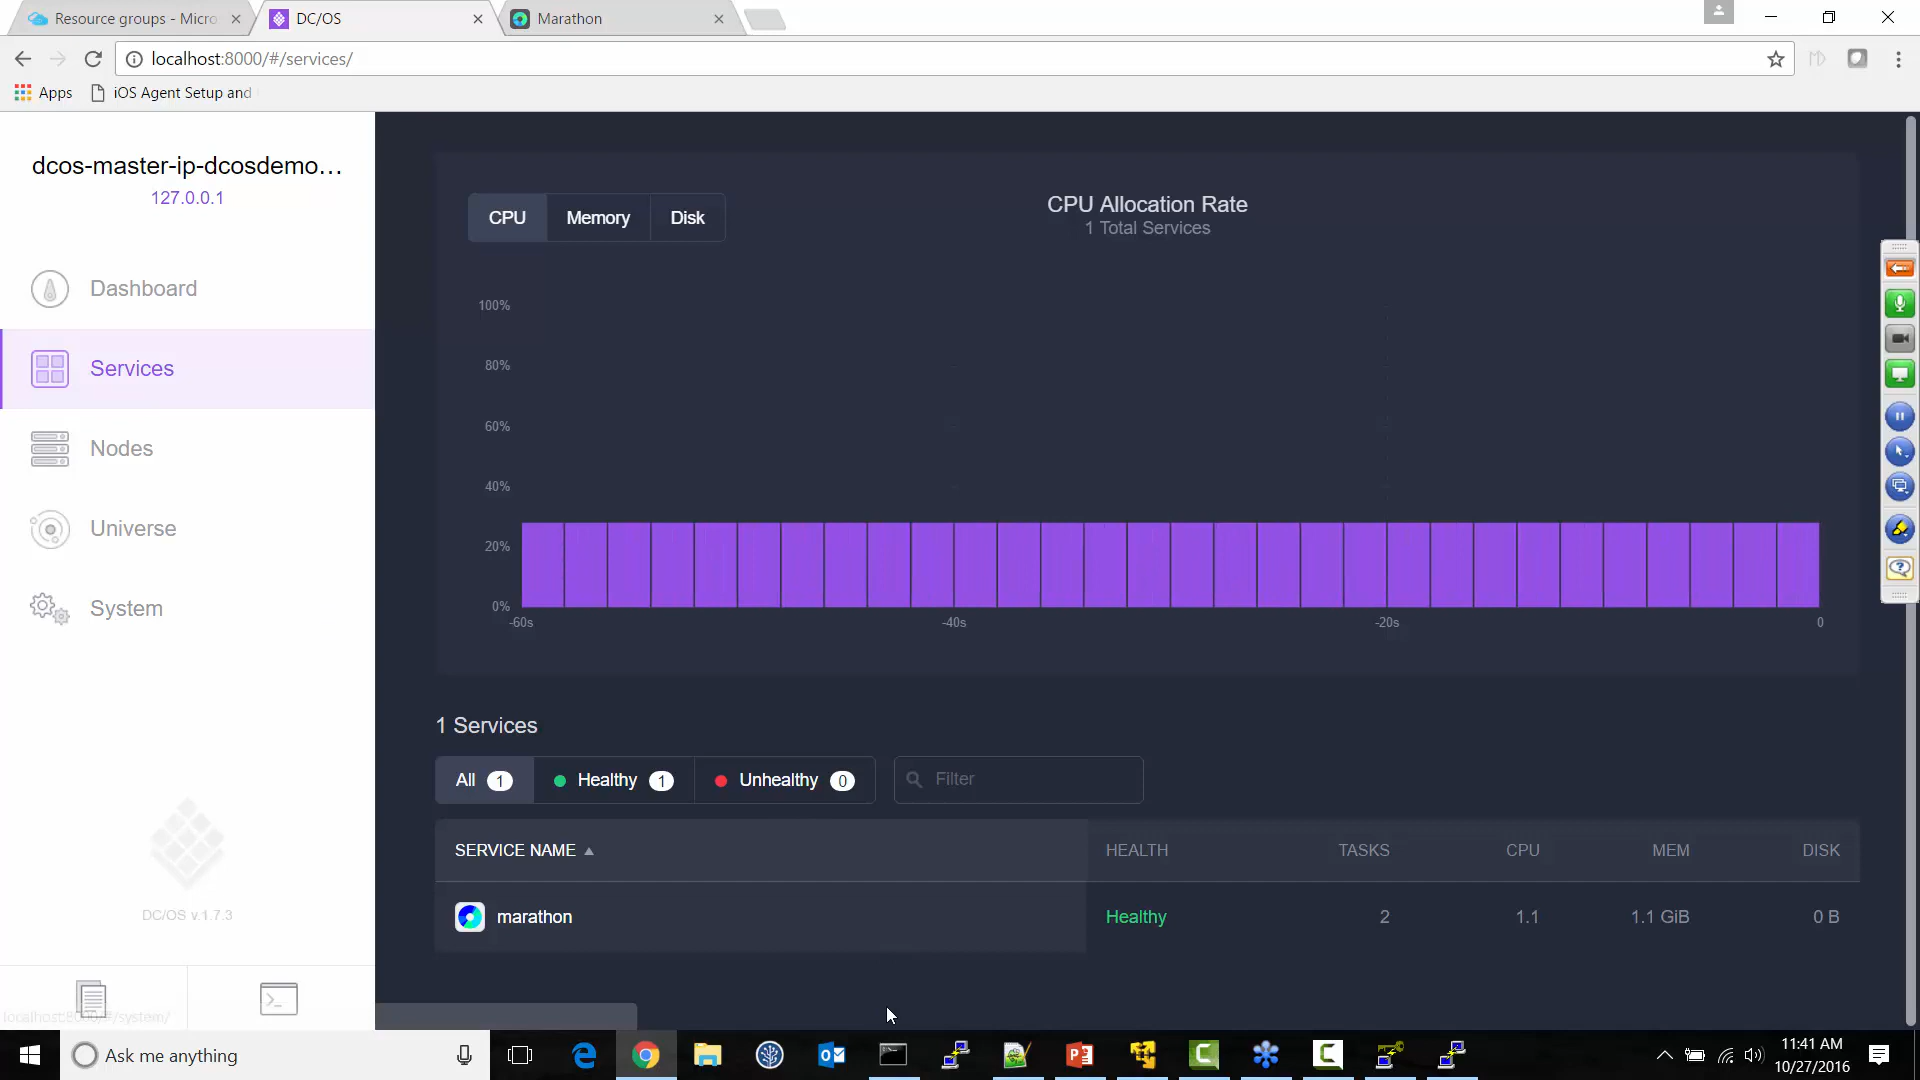 Resource groups - Micro
DC/OS
Marathon
localhost:8000/#/services/
Apps
iOS Agent Setup and
dcos-master-ip-dcosdemo...
127.0.0.1
Dashboard
Services
Nodes
Universe
System
DC/OS v.1.7.3
localhost:8000/#/system/
CPU
Memory
Disk
CPU Allocation Rate
1 Total Services
100%
80%
60%
40%
20%
0%
-60s
-40s
-20s
0
1 Services
All 1
Healthy 1
Unhealthy 0
Filter
SERVICE NAME HEALTH TASKS CPU MEM DISK
marathon Healthy 2 1.1 1.1 GiB 0 B
Ask me anything
11:41 AM
10/27/2016